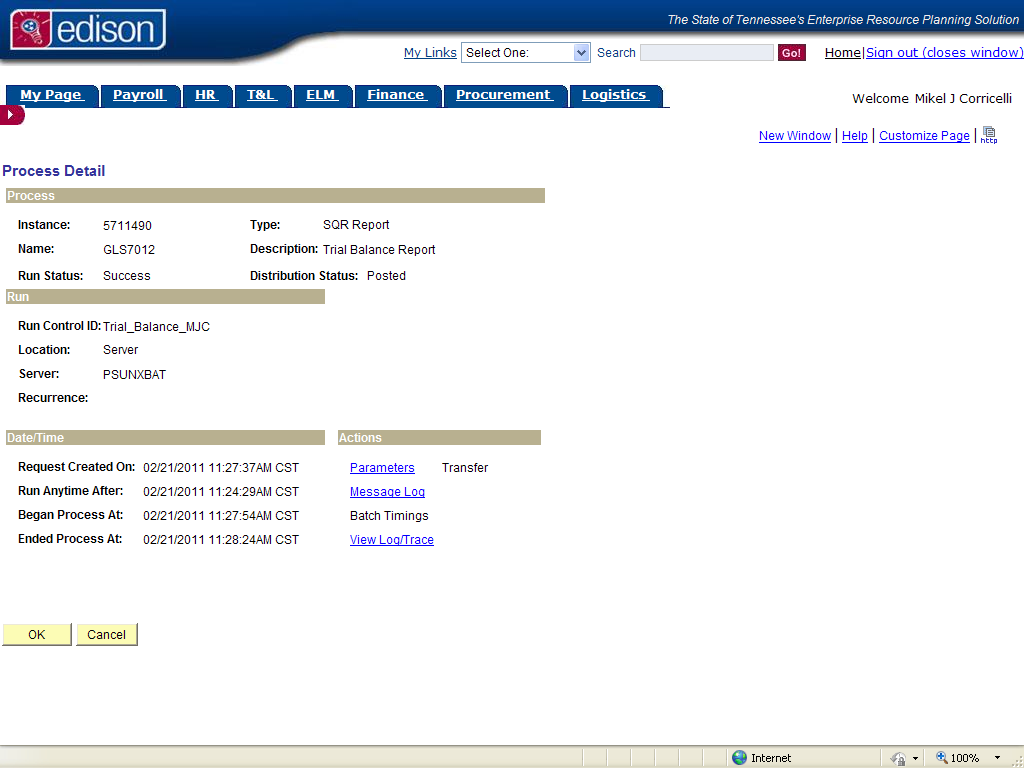 edison
The State of Tennessee's Enterprise Resource Planning Solution
My Links Select One: Search Go! Home|Sign out (closes window)
My Page Payroll HR T&L ELM Finance Procurement Logistics
Welcome Mikel J Corricelli
New Window | Help | Customize Page | http
Process Detail
Process
Instance: 5711490 Type: SQR Report
Name: GLS7012 Description: Trial Balance Report
Run Status: Success Distribution Status: Posted
Run
Run Control ID: Trial_Balance_MJC
Location: Server
Server: PSUNXBAT
Recurrence:
Date/Time Actions
Request Created On: 02/21/2011 11:27:37AM CST Parameters Transfer
Run Anytime After: 02/21/2011 11:24:29AM CST Message Log
Began Process At: 02/21/2011 11:27:54AM CST Batch Timings
Ended Process At: 02/21/2011 11:28:24AM CST View Log/Trace
OK Cancel
Internet 100%